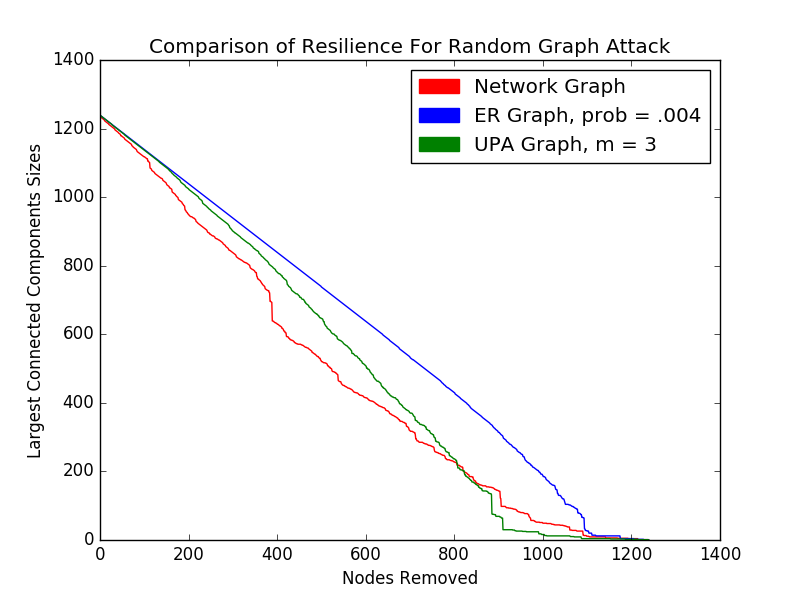 Comparison of Resilience For Random Graph Attack
Network Graph
ER Graph, prob = .004
UPA Graph, m = 3
Largest Connected Components Sizes
1400
1200
1000
800
600
400
200
0
0 200 400 600 800 1000 1200 1400
Nodes Removed